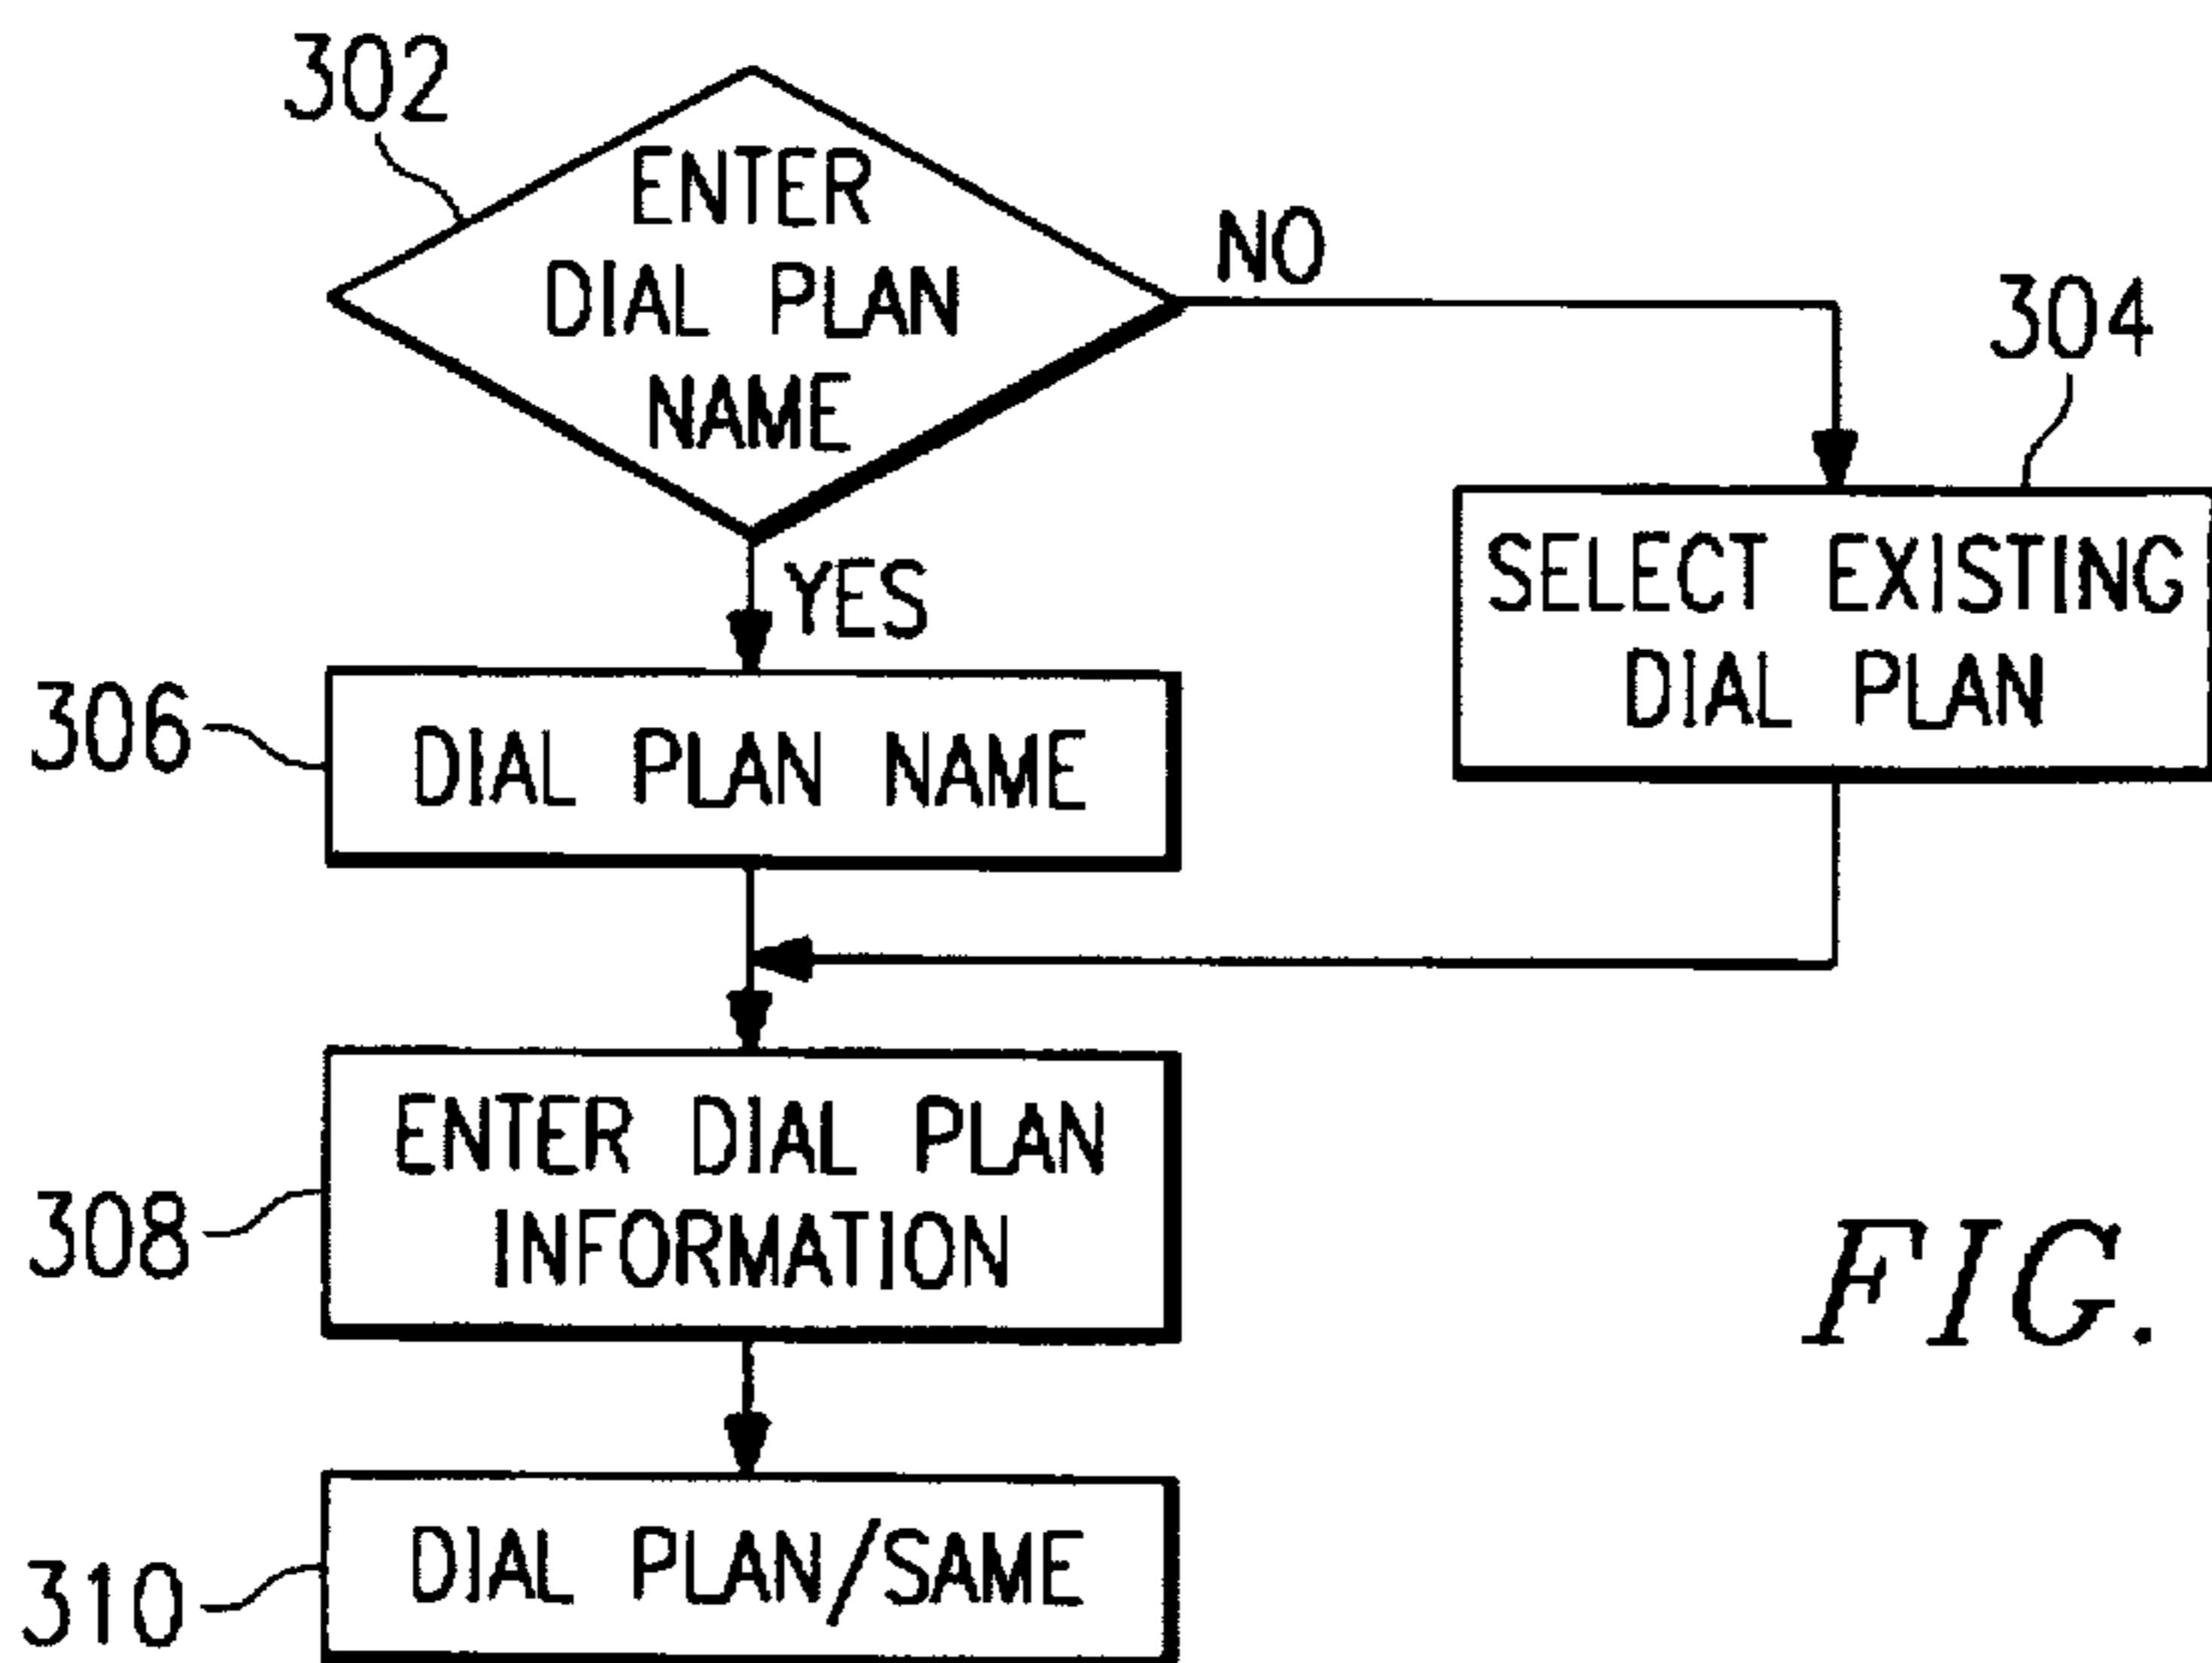 302
ENTER
DIAL PLAN
NAME
NO
304
YES
SELECT EXISTING
DIAL PLAN
306
DIAL PLAN NAME
308
ENTER DIAL PLAN
INFORMATION
FIG.
310
DIAL PLAN/SAME